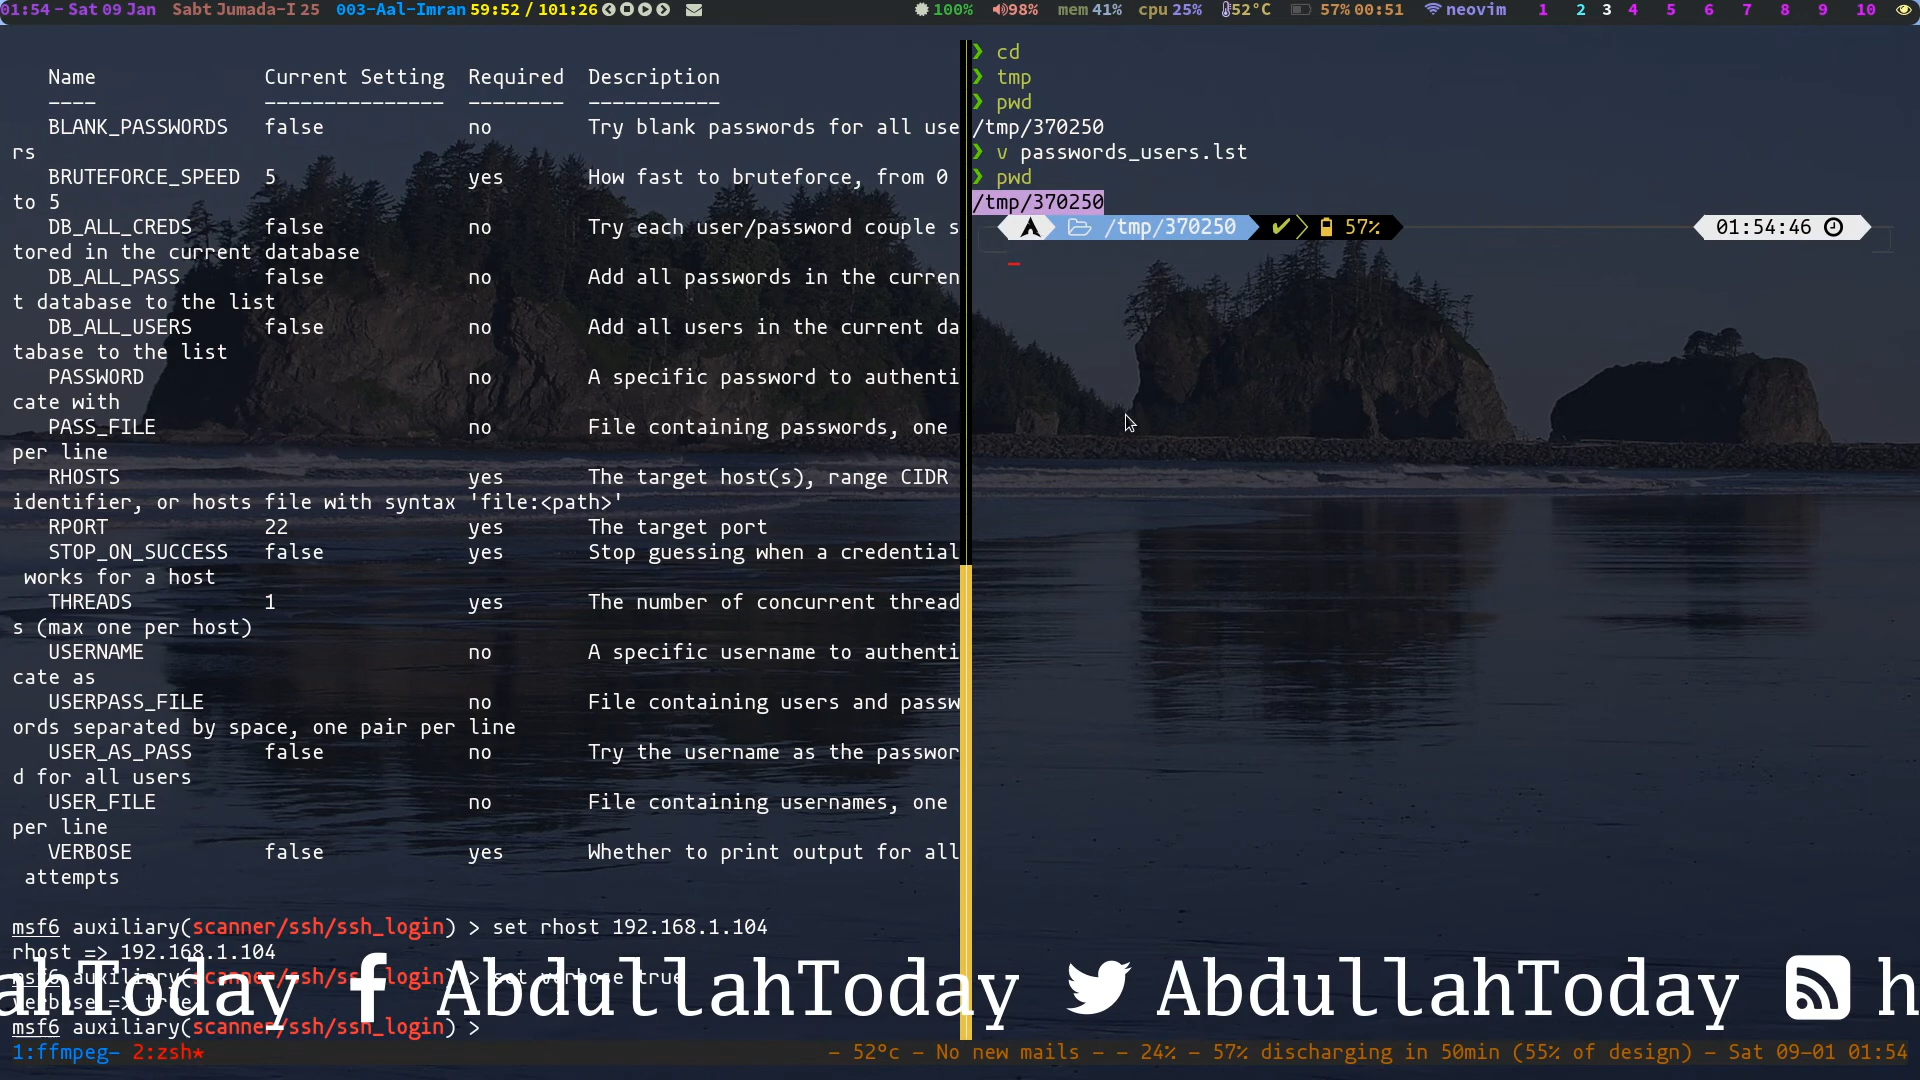 01:54 - Sat 09 Jan  Sabt Jumada-I 25  003-Aal-Imran 59:52 / 101:26  100%  98%  mem 41%  cpu 25%  52°C  57% 00:51  neovim  1 2 3 4 5 6 7 8 9 10
Name  Current Setting  Required  Description
----  ---------------  --------  -----------
BLANK_PASSWORDS  false  no  Try blank passwords for all use
rs
BRUTEFORCE_SPEED  5  yes  How fast to bruteforce, from 0
to 5
DB_ALL_CREDS  false  no  Try each user/password couple s
tored in the current database
DB_ALL_PASS  false  no  Add all passwords in the curren
t database to the list
DB_ALL_USERS  false  no  Add all users in the current da
tabase to the list
PASSWORD  no  A specific password to authenti
cate with
PASS_FILE  no  File containing passwords, one
per line
RHOSTS  yes  The target host(s), range CIDR
identifier, or hosts file with syntax 'file:<path>'
RPORT  22  yes  The target port
STOP_ON_SUCCESS  false  yes  Stop guessing when a credential
works for a host
THREADS  1  yes  The number of concurrent thread
s (max one per host)
USERNAME  no  A specific username to authenti
cate as
USERPASS_FILE  no  File containing users and passw
ords separated by space, one pair per line
USER_AS_PASS  false  no  Try the username as the passwor
d for all users
USER_FILE  no  File containing usernames, one
per line
VERBOSE  false  yes  Whether to print output for all
attempts
msf6 auxiliary(scanner/ssh/ssh_login) > set rhost 192.168.1.104
rhost => 192.168.1.104
msf6 auxiliary(scanner/ssh/ssh_login) > set verbose true
verbose => true
msf6 auxiliary(scanner/ssh/ssh_login) >
❯ cd
❯ tmp
❯ pwd
/tmp/370250
❯ v passwords_users.lst
❯ pwd
/tmp/370250
/tmp/370250 ✔ 57% 01:54:46
ahToday  AbdullahToday  AbdullahToday  h
1:ffmpeg- 2:zsh*  - 52°c - No new mails - - 24% - 57% discharging in 50min (55% of design) - Sat 09-01 01:54